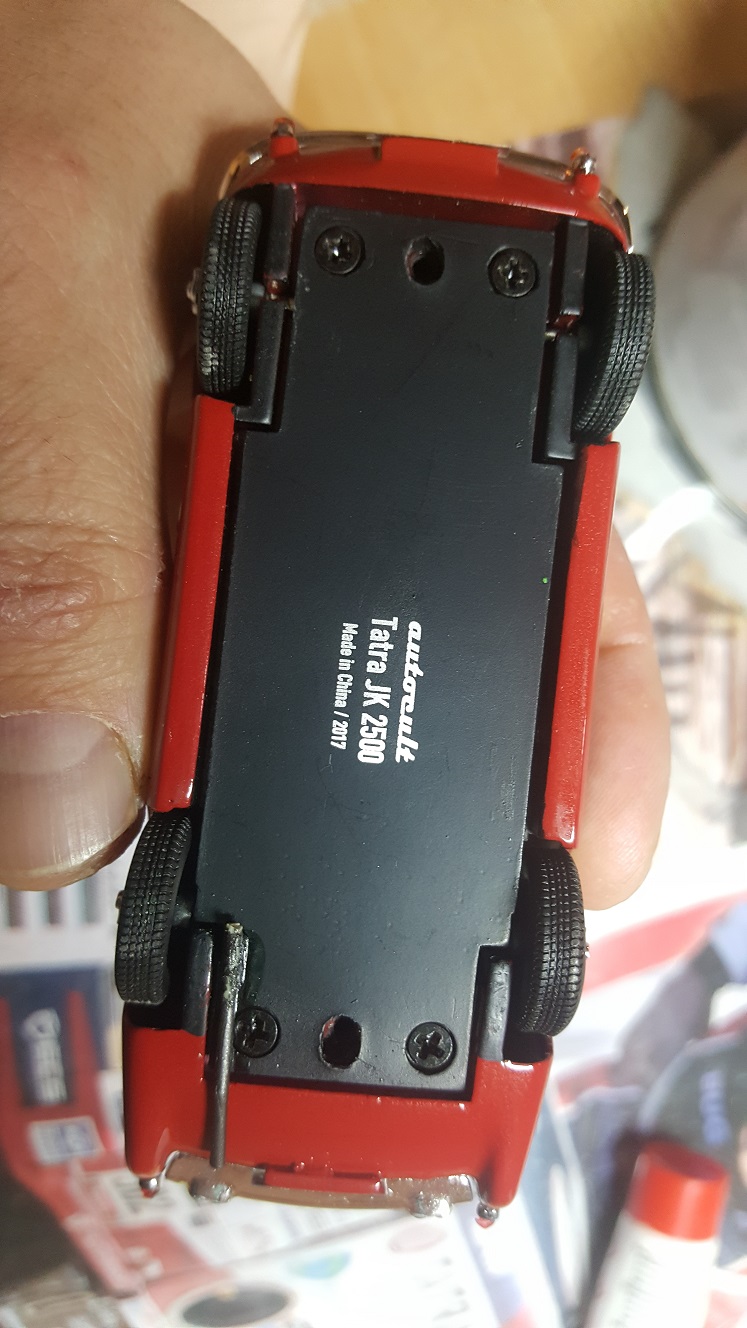 autocult
Tatra JK 2500
Made in China / 2017